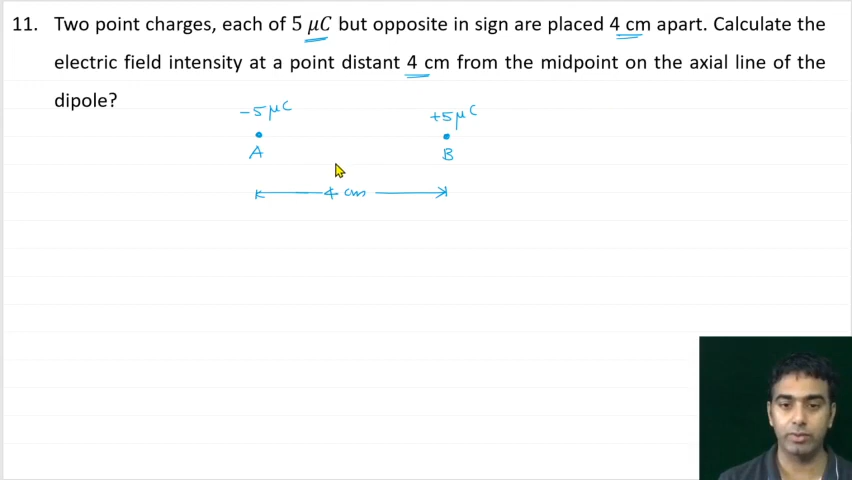 11. Two point charges, each of 5 μC but opposite in sign are placed 4 cm apart. Calculate the
electric field intensity at a point distant 4 cm from the midpoint on the axial line of the
dipole?
-5μC +5μC
A B
4 cm